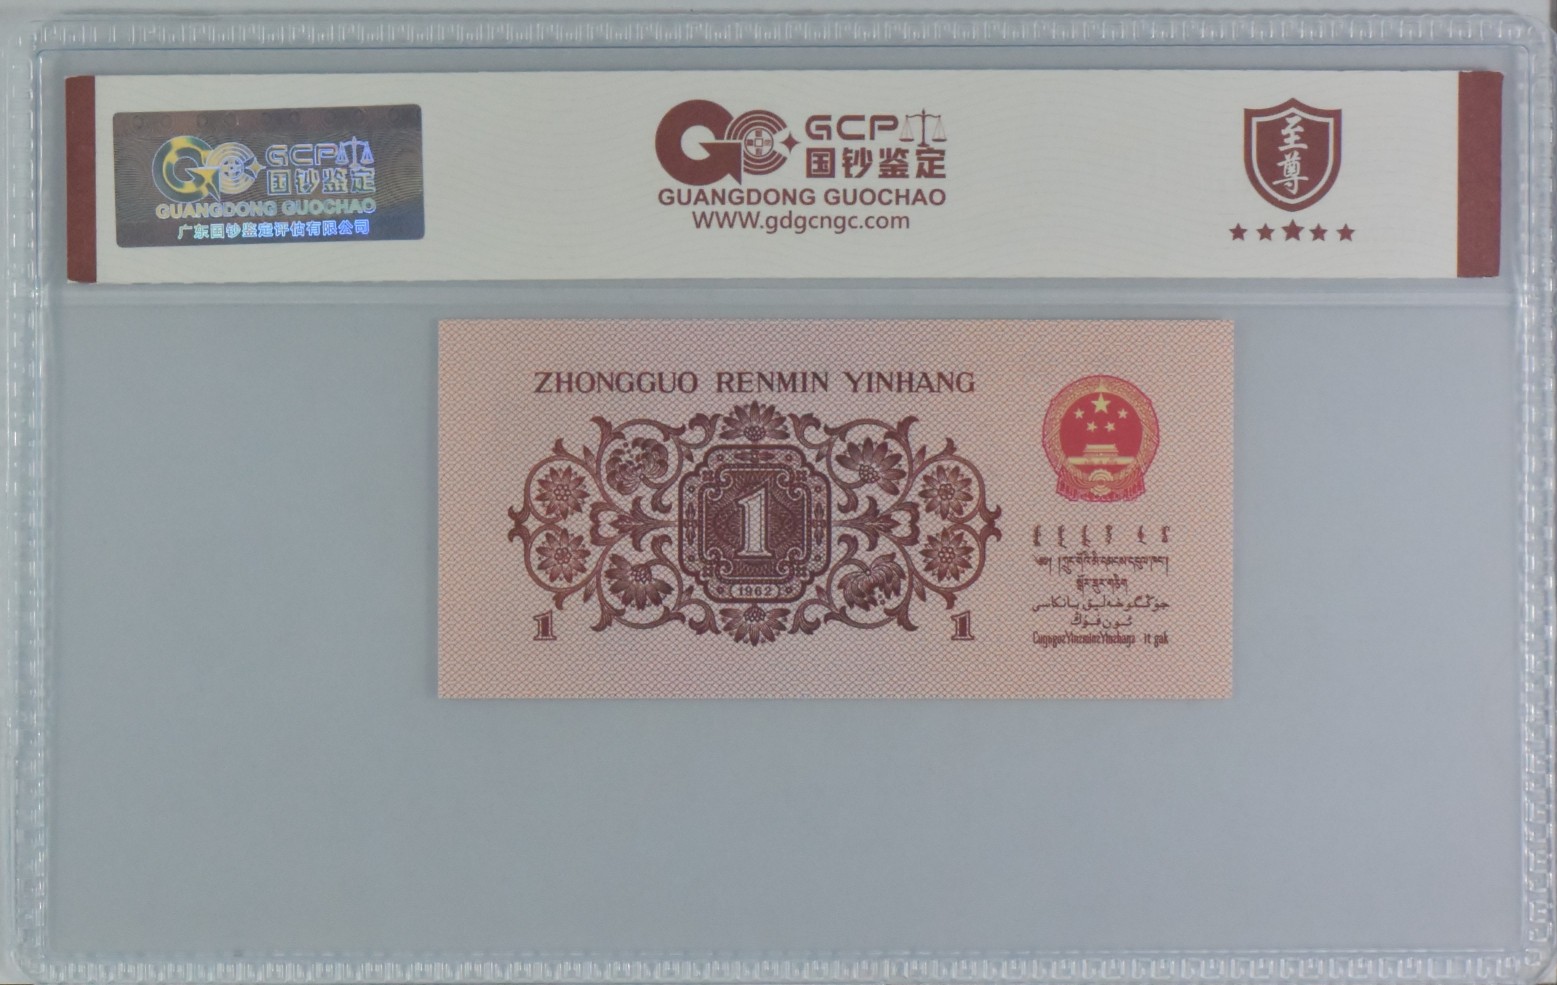 GCP
国钞鉴定
GUANGDONG GUOCHAO
广东国钞鉴定评估有限公司
GCP
国钞鉴定
GUANGDONG GUOCHAO
WWW.gdgcngc.com
至尊
ZHONGGUO RENMIN YINHANG
1
1962
1
1
جۇڭگوخەلىق بانكاسى